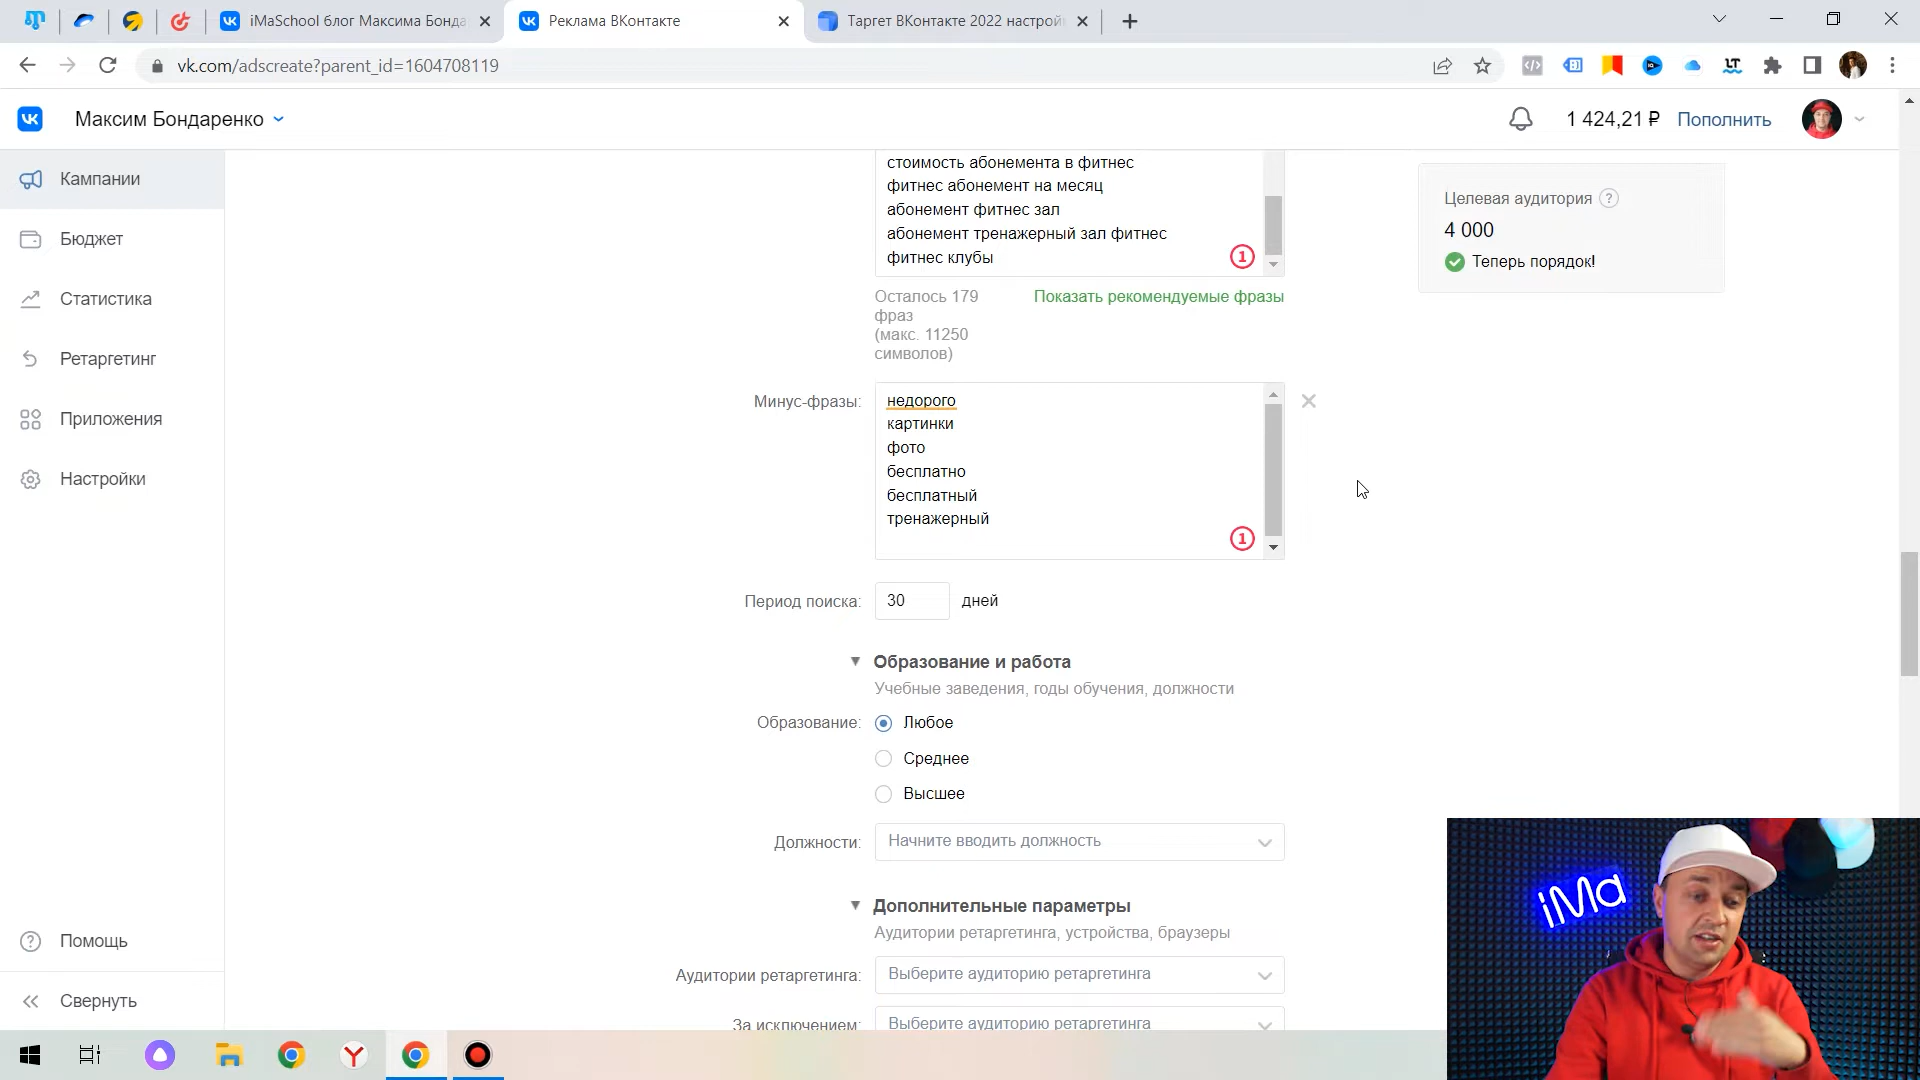 iMaSchool блог Максима Бонда
Реклама ВКонтакте
Таргет ВКонтакте 2022 настрой
vk.com/adscreate?parent_id=1604708119
Максим Бондаренко
1 424,21 ₽
Пополнить
Кампании
Бюджет
Статистика
Ретаргетинг
Приложения
Настройки
Помощь
Свернуть
стоимость абонемента в фитнес
фитнес абонемент на месяц
абонемент фитнес зал
абонемент тренажерный зал фитнес
фитнес клубы
1
Осталось 179
фраз
(макс. 11250
символов)
Показать рекомендуемые фразы
Целевая аудитория ?
4 000
Теперь порядок!
Минус-фразы:
недорого
картинки
фото
бесплатно
бесплатный
тренажерный
1
Период поиска: 30 дней
Образование и работа
Учебные заведения, годы обучения, должности
Образование: Любое
Среднее
Высшее
Должности: Начните вводить должность
Дополнительные параметры
Аудитории ретаргетинга, устройства, браузеры
Аудитории ретаргетинга: Выберите аудиторию ретаргетинга
За исключением: Выберите аудиторию ретаргетинга
iMa